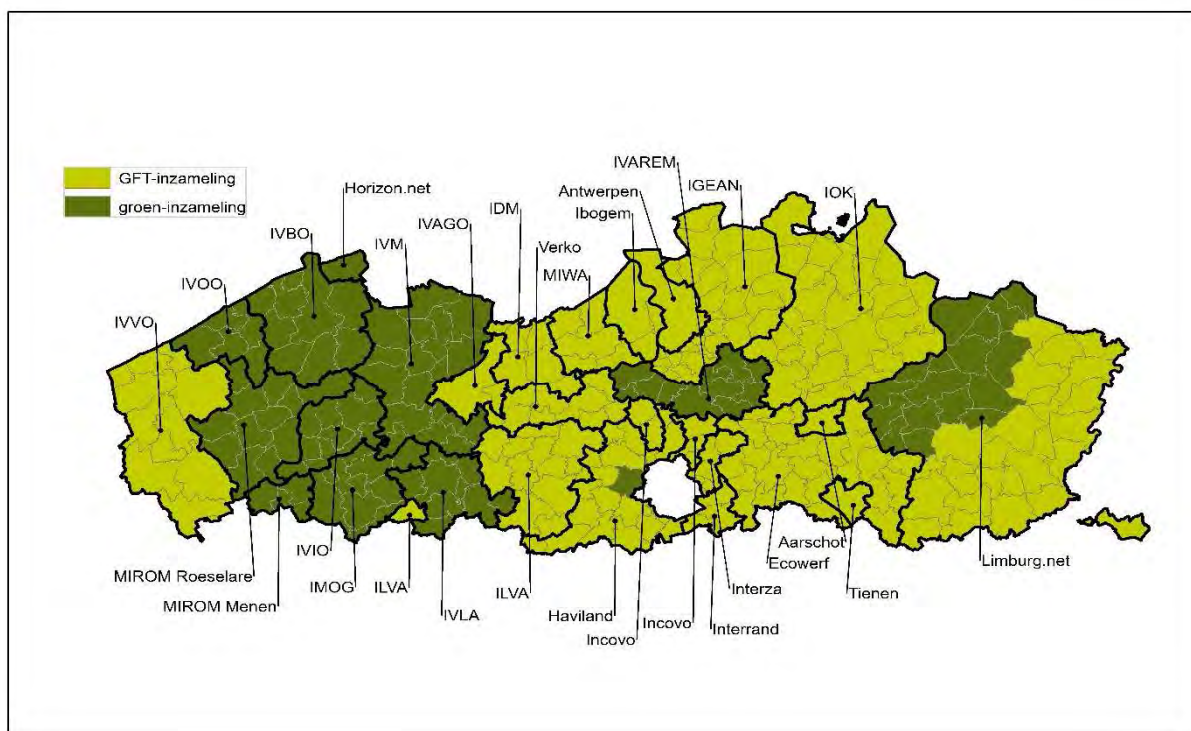 GFT-inzameling
groen-inzameling
Horizon.net
IVBO
IVM
IVAGO
IDM
Verko
MIWA
Ibogem
Antwerpen
IVAREM
IGEAN
IOK
IVOO
IVVO
MIROM Roeselare
MIROM Menen
IVIO
IMOG
ILVA
IVLA
ILVA
Haviland
Incovo
Incovo
Interrand
Interza
Ecowerf
Aarschot
Tienen
Limburg.net